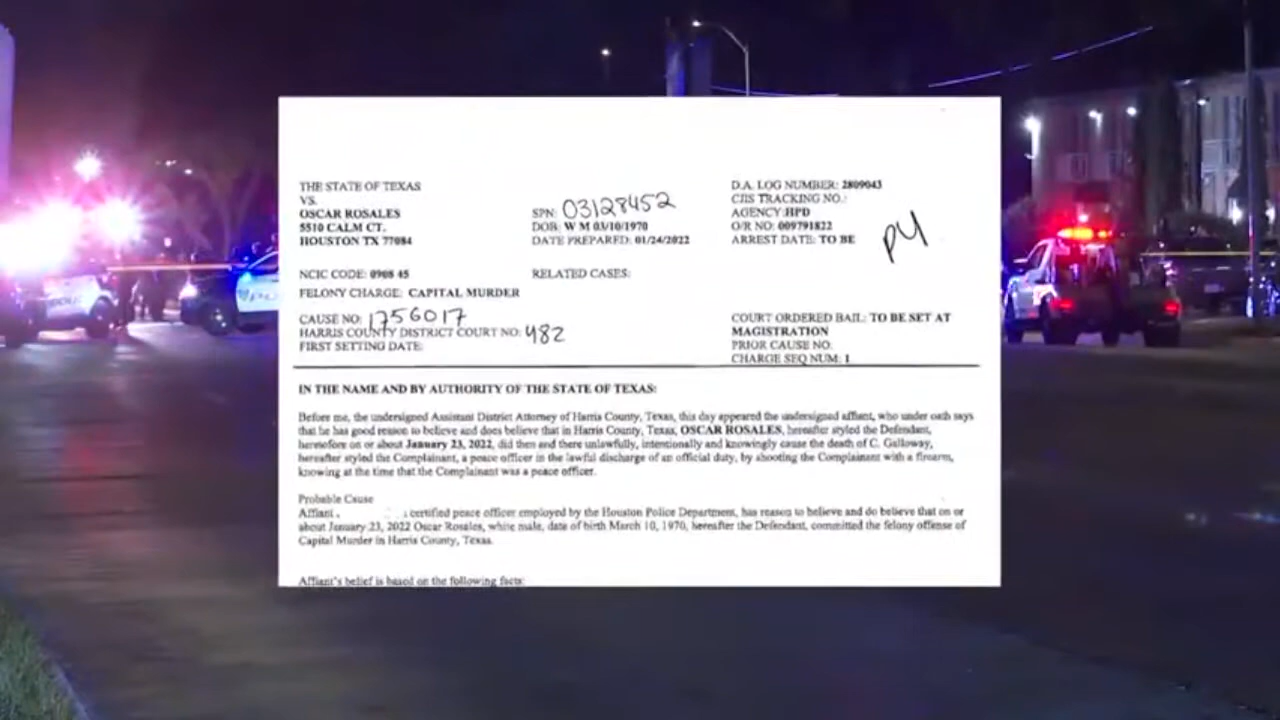 THE STATE OF TEXAS
VS.
OSCAR ROSALES
5510 CALM CT.
HOUSTON TX 77084
SPN: 03128452
DOB: W M 03/10/1970
DATE PREPARED: 01/24/2022
D.A. LOG NUMBER: 2809043
CJIS TRACKING NO.:
AGENCY:HPD
O/R NO: 009791822
ARREST DATE: TO BE
P4
NCIC CODE: 0908 45
RELATED CASES:
FELONY CHARGE: CAPITAL MURDER
CAUSE NO: 1756017
HARRIS COUNTY DISTRICT COURT NO: 482
FIRST SETTING DATE:
COURT ORDERED BAIL: TO BE SET AT
MAGISTRATION
PRIOR CAUSE NO:
CHARGE SEQ NUM: 1
IN THE NAME AND BY AUTHORITY OF THE STATE OF TEXAS:
Before me, the undersigned Assistant District Attorney of Harris County, Texas, this day appeared the undersigned affiant, who under oath says
that he has good reason to believe and does believe that in Harris County, Texas, OSCAR ROSALES, hereafter styled the Defendant,
heretofore on or about January 23, 2022, did then and there unlawfully, intentionally and knowingly cause the death of C. Galloway,
hereafter styled the Complainant, a peace officer in the lawful discharge of an official duty, by shooting the Complainant with a firearm,
knowing at the time that the Complainant was a peace officer.
Probable Cause
Affiant , a certified peace officer employed by the Houston Police Department, has reason to believe and do believe that on or
about January 23, 2022 Oscar Rosales, white male, date of birth March 10, 1970, hereafter the Defendant, committed the felony offense of
Capital Murder in Harris County, Texas.
Affiant's belief is based on the following facts: